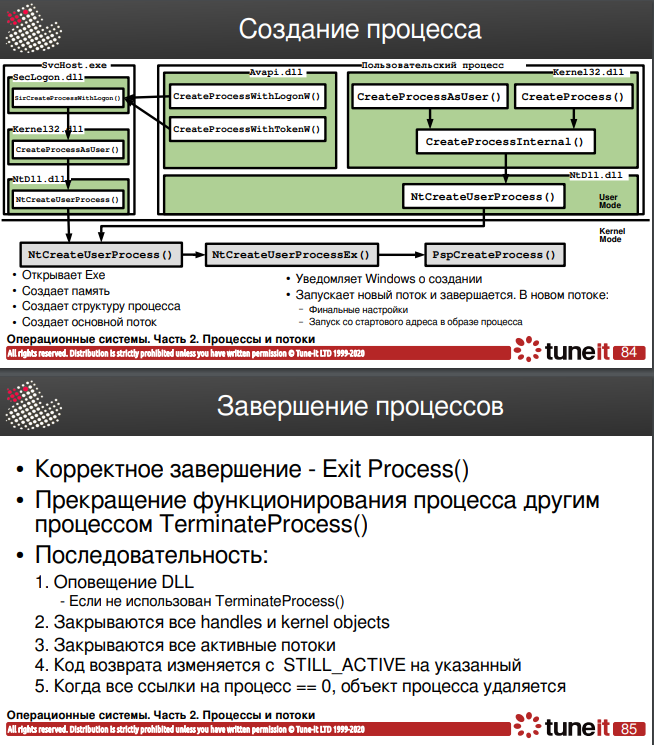 Создание процесса
SvcHost.exe
SecLogon.dll
SirCreateProcessWithLogon()
Kernel32.dll
CreateProcessAsUser()
NtDll.dll
NtCreateUserProcess()
Avapi.dll
CreateProcessWithLogonW()
CreateProcessWithTokenW()
Пользовательский процесс
Kernel32.dll
CreateProcessAsUser()
CreateProcess()
CreateProcessInternal()
NtDll.dll
NtCreateUserProcess()
User
Mode
Kernel
Mode
NtCreateUserProcess()
NtCreateUserProcessEx()
PspCreateProcess()
• Открывает Exe
• Создает память
• Создает структуру процесса
• Создает основной поток
• Уведомляет Windows о создании
• Запускает новый поток и завершается. В новом потоке:
– Финальные настройки
– Запуск со стартового адреса в образе процесса
Операционные системы. Часть 2. Процессы и потоки
All rights reserved. Distribution is strictly prohibited unless you have written permission © Tune-it LTD 1999-2020
tuneit
84
Завершение процессов
• Корректное завершение - Exit Process()
• Прекращение функционирования процесса другим
процессом TerminateProcess()
• Последовательность:
1. Оповещение DLL
- Если не использован TerminateProcess()
2. Закрываются все handles и kernel objects
3. Закрываются все активные потоки
4. Код возврата изменяется с STILL_ACTIVE на указанный
5. Когда все ссылки на процесс == 0, объект процесса удаляется
Операционные системы. Часть 2. Процессы и потоки
All rights reserved. Distribution is strictly prohibited unless you have written permission © Tune-it LTD 1999-2020
tuneit
85